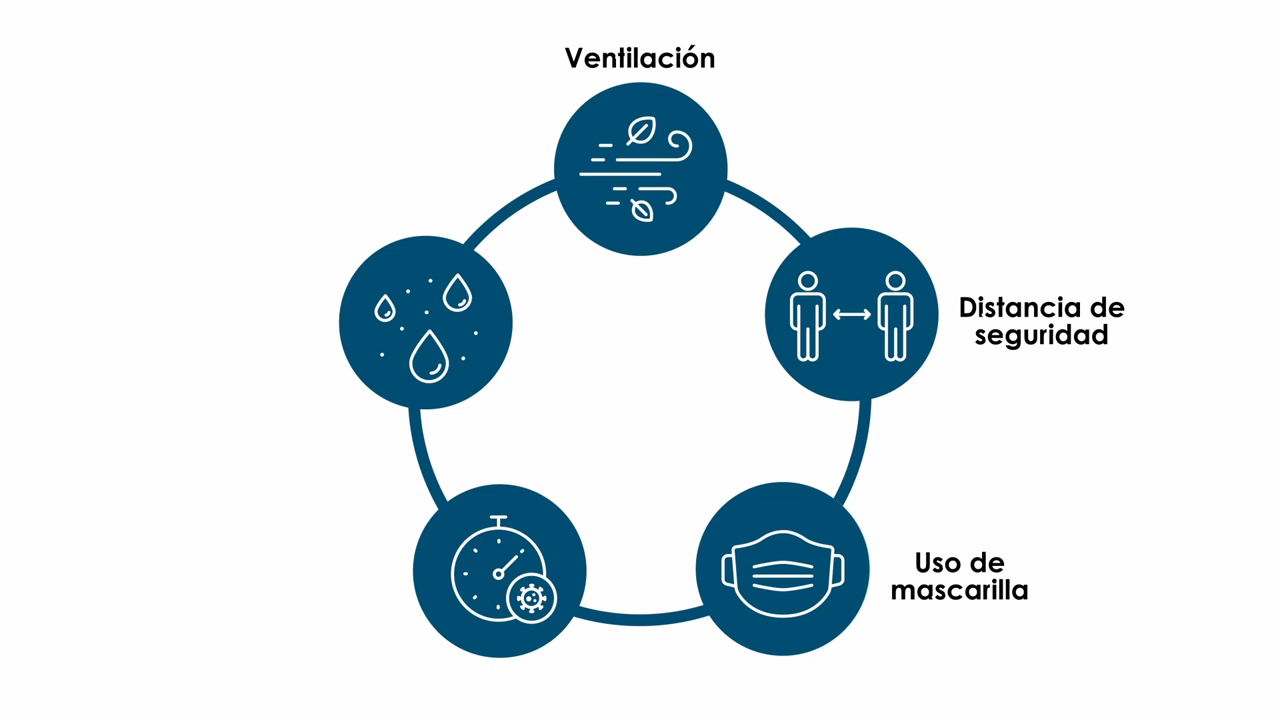 Ventilación
Distancia de
seguridad
Uso de
mascarilla